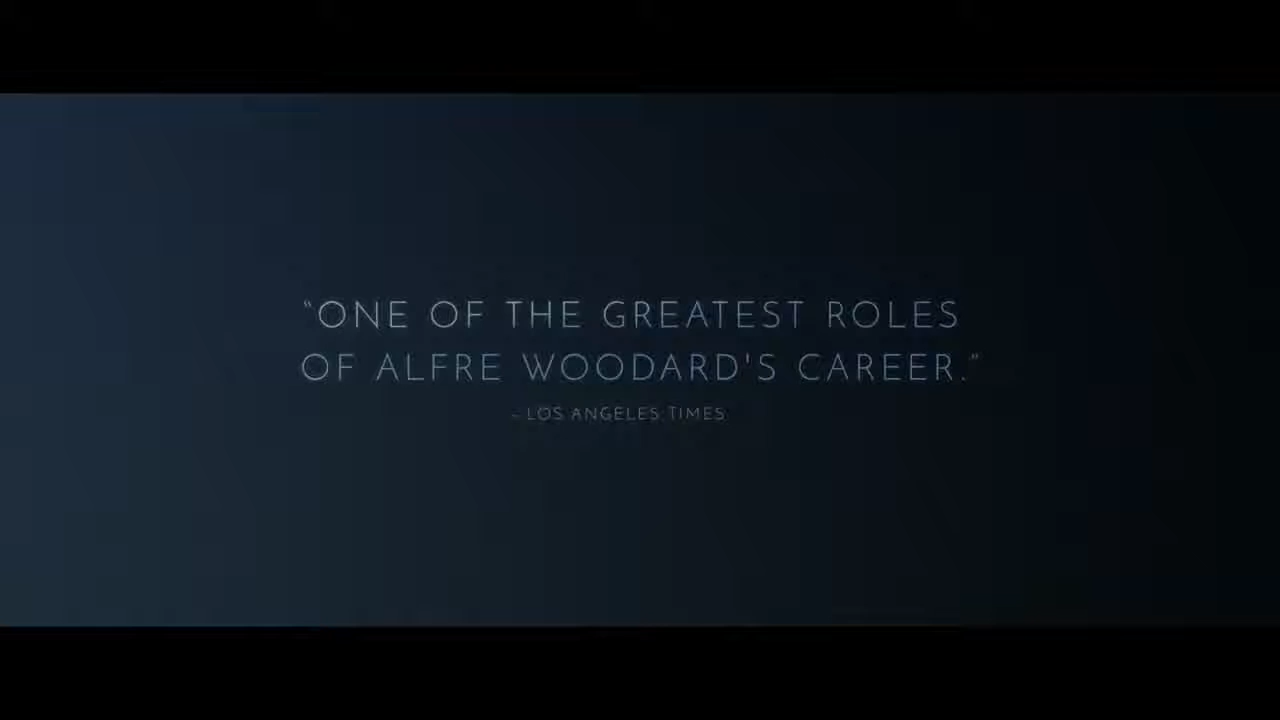 “ONE OF THE GREATEST ROLES
OF ALFRE WOODARD'S CAREER.”
- LOS ANGELES TIMES